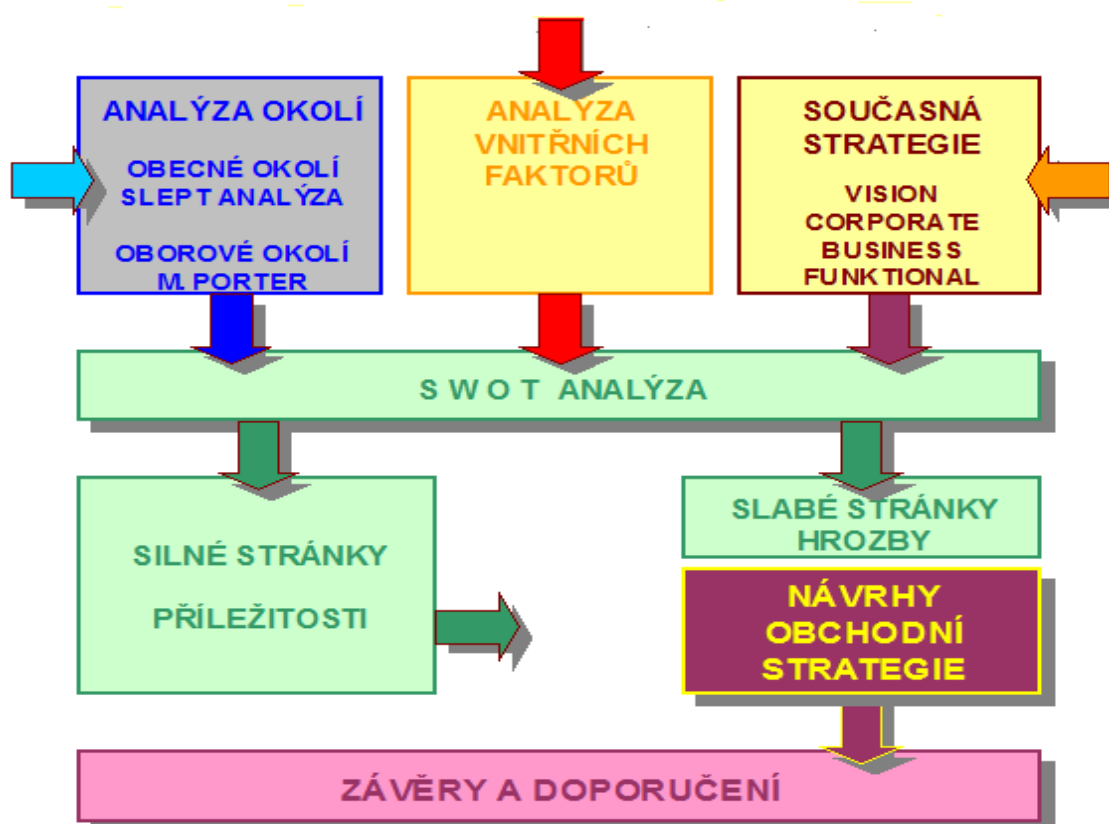 ANALÝZA OKOLÍ
OBECNÉ OKOLÍ
SLEPT ANALÝZA
OBOROVÉ OKOLÍ
M. PORTER
ANALÝZA
VNITŘNÍCH
FAKTORŮ
SOUČASNÁ
STRATEGIE
VISION
CORPORATE
BUSINESS
FUNKTIONAL
S W O T ANALÝZA
SILNÉ STRÁNKY
PŘÍLEŽITOSTI
SLABÉ STRÁNKY
HROZBY
NÁVRHY
OBCHODNÍ
STRATEGIE
ZÁVĚRY A DOPORUČENÍ